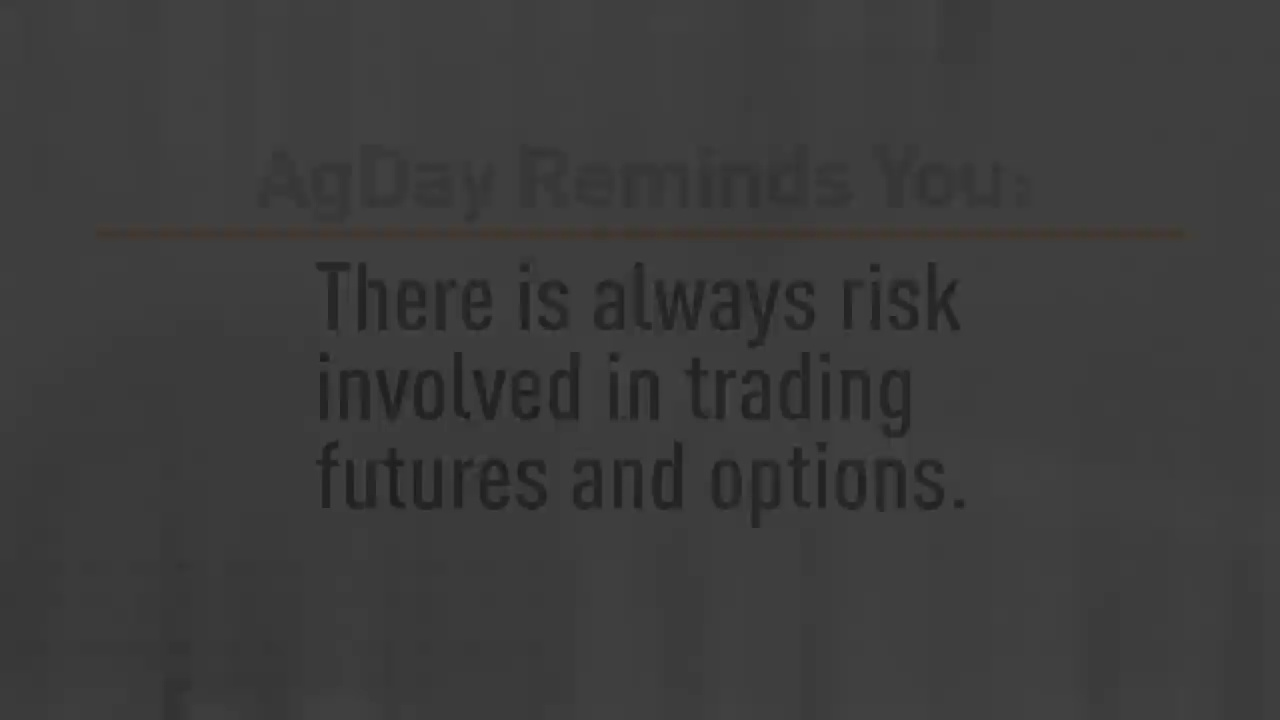 AgDay Reminds You:
There is always risk
involved in trading
futures and options.